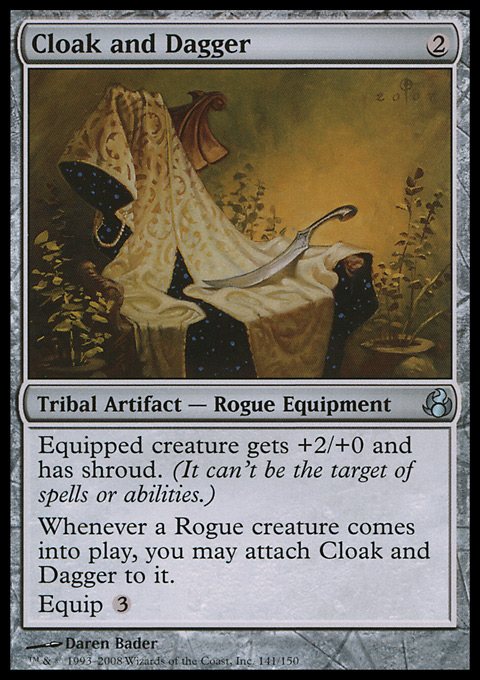 Cloak and Dagger 2
Tribal Artifact — Rogue Equipment
Equipped creature gets +2/+0 and
has shroud. (It can't be the target of
spells or abilities.)
Whenever a Rogue creature comes
into play, you may attach Cloak and
Dagger to it.
Equip 3
Daren Bader
™ & © 1993–2008 Wizards of the Coast, Inc. 141/150